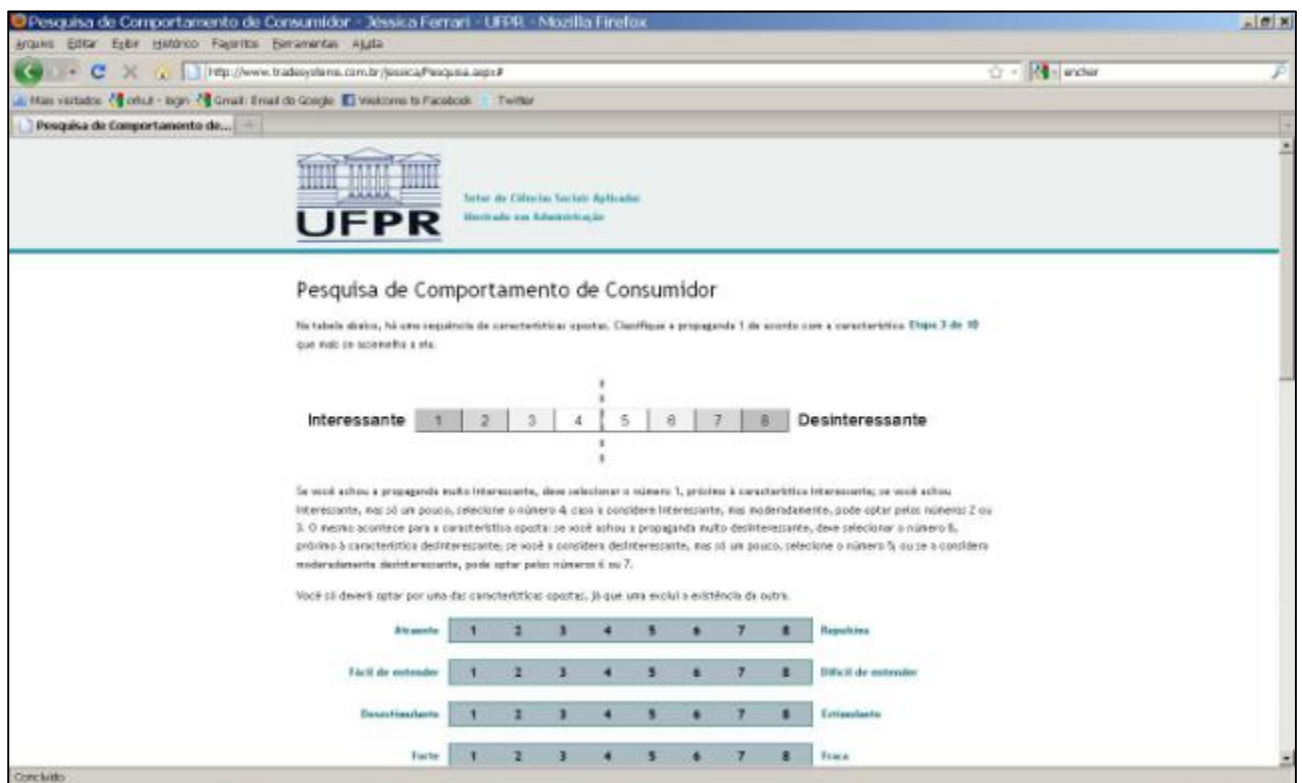 Pesquisa de Comportamento de Consumidor - Jéssica Ferrari - UFPR - Mozilla Firefox
Arquivo Editar Exibir Histórico Favoritos Ferramentas Ajuda
http://www.tradesystems.com.br/jessica/Pesquisa.aspx# encher
Mais visitados orkut - login Gmail: Email do Google Welcome to Facebook Twitter
Pesquisa de Comportamento de...
UFPR
Setor de Ciências Sociais Aplicadas
Mestrado em Administração
Pesquisa de Comportamento de Consumidor
Na tabela abaixo, há uma sequência de características opostas. Classifique a propaganda 1 de acordo com a característica Etapa 3 de 10
que mais se assemelha a ela.
Interessante 1 2 3 4 5 6 7 8 Desinteressante
Se você achou a propaganda muito interessante, deve selecionar o número 1, próximo à característica interessante; se você achou
interessante, mas só um pouco, selecione o número 4; caso a considere interessante, mas moderadamente, pode optar pelos números 2 ou
3. O mesmo acontece para a característica oposta: se você achou a propaganda muito desinteressante, deve selecionar o número 8,
próximo à característica desinteressante; se você a considera desinteressante, mas só um pouco, selecione o número 5; ou se a considera
moderadamente desinteressante, pode optar pelos números 6 ou 7.
Você só deverá optar por uma das características opostas, já que uma exclui a existência da outra.
Atraente 1 2 3 4 5 6 7 8 Repulsiva
Fácil de entender 1 2 3 4 5 6 7 8 Difícil de entender
Desestimulante 1 2 3 4 5 6 7 8 Estimulante
Forte 1 2 3 4 5 6 7 8 Fraca
Concluído